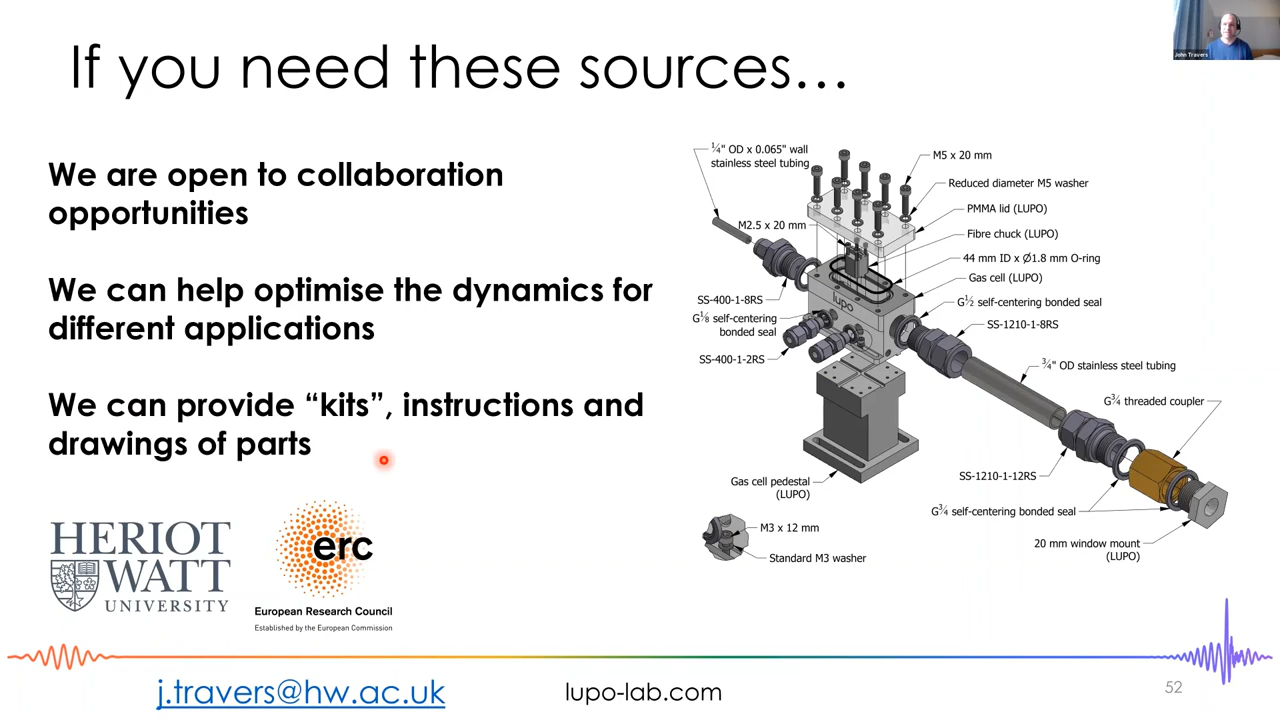 If you need these sources…
John Travers
We are open to collaboration
opportunities
We can help optimise the dynamics for
different applications
We can provide “kits”, instructions and
drawings of parts
¼" OD x 0.065" wall
stainless steel tubing
M5 x 20 mm
Reduced diameter M5 washer
PMMA lid (LUPO)
M2.5 x 20 mm
Fibre chuck (LUPO)
44 mm ID x Ø1.8 mm O-ring
Gas cell (LUPO)
SS-400-1-8RS
G½ self-centering bonded seal
G⅛ self-centering
bonded seal
SS-1210-1-8RS
SS-400-1-2RS
lupo
¾" OD stainless steel tubing
G¾ threaded coupler
SS-1210-1-12RS
Gas cell pedestal
(LUPO)
G¾ self-centering bonded seal
M3 x 12 mm
20 mm window mount
(LUPO)
Standard M3 washer
HERIOT
WATT
UNIVERSITY
erc
European Research Council
Established by the European Commission
j.travers@hw.ac.uk
lupo-lab.com
52